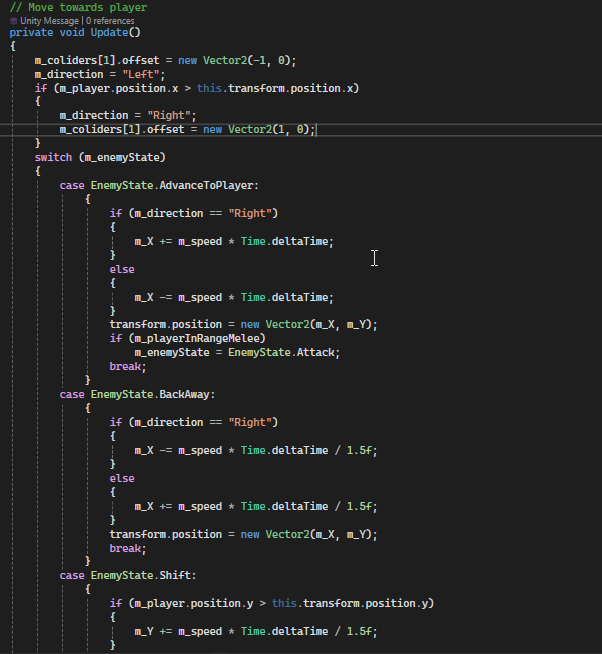 // Move towards player
Unity Message | 0 references
private void Update()
{
m_coliders[1].offset = new Vector2(-1, 0);
m_direction = "Left";
if (m_player.position.x > this.transform.position.x)
{
m_direction = "Right";
m_coliders[1].offset = new Vector2(1, 0);
}
switch (m_enemyState)
{
case EnemyState.AdvanceToPlayer:
{
if (m_direction == "Right")
{
m_X += m_speed * Time.deltaTime;
}
else
{
m_X -= m_speed * Time.deltaTime;
}
transform.position = new Vector2(m_X, m_Y);
if (m_playerInRangeMelee)
m_enemyState = EnemyState.Attack;
break;
}
case EnemyState.BackAway:
{
if (m_direction == "Right")
{
m_X -= m_speed * Time.deltaTime / 1.5f;
}
else
{
m_X += m_speed * Time.deltaTime / 1.5f;
}
transform.position = new Vector2(m_X, m_Y);
break;
}
case EnemyState.Shift:
{
if (m_player.position.y > this.transform.position.y)
{
m_Y += m_speed * Time.deltaTime / 1.5f;
}